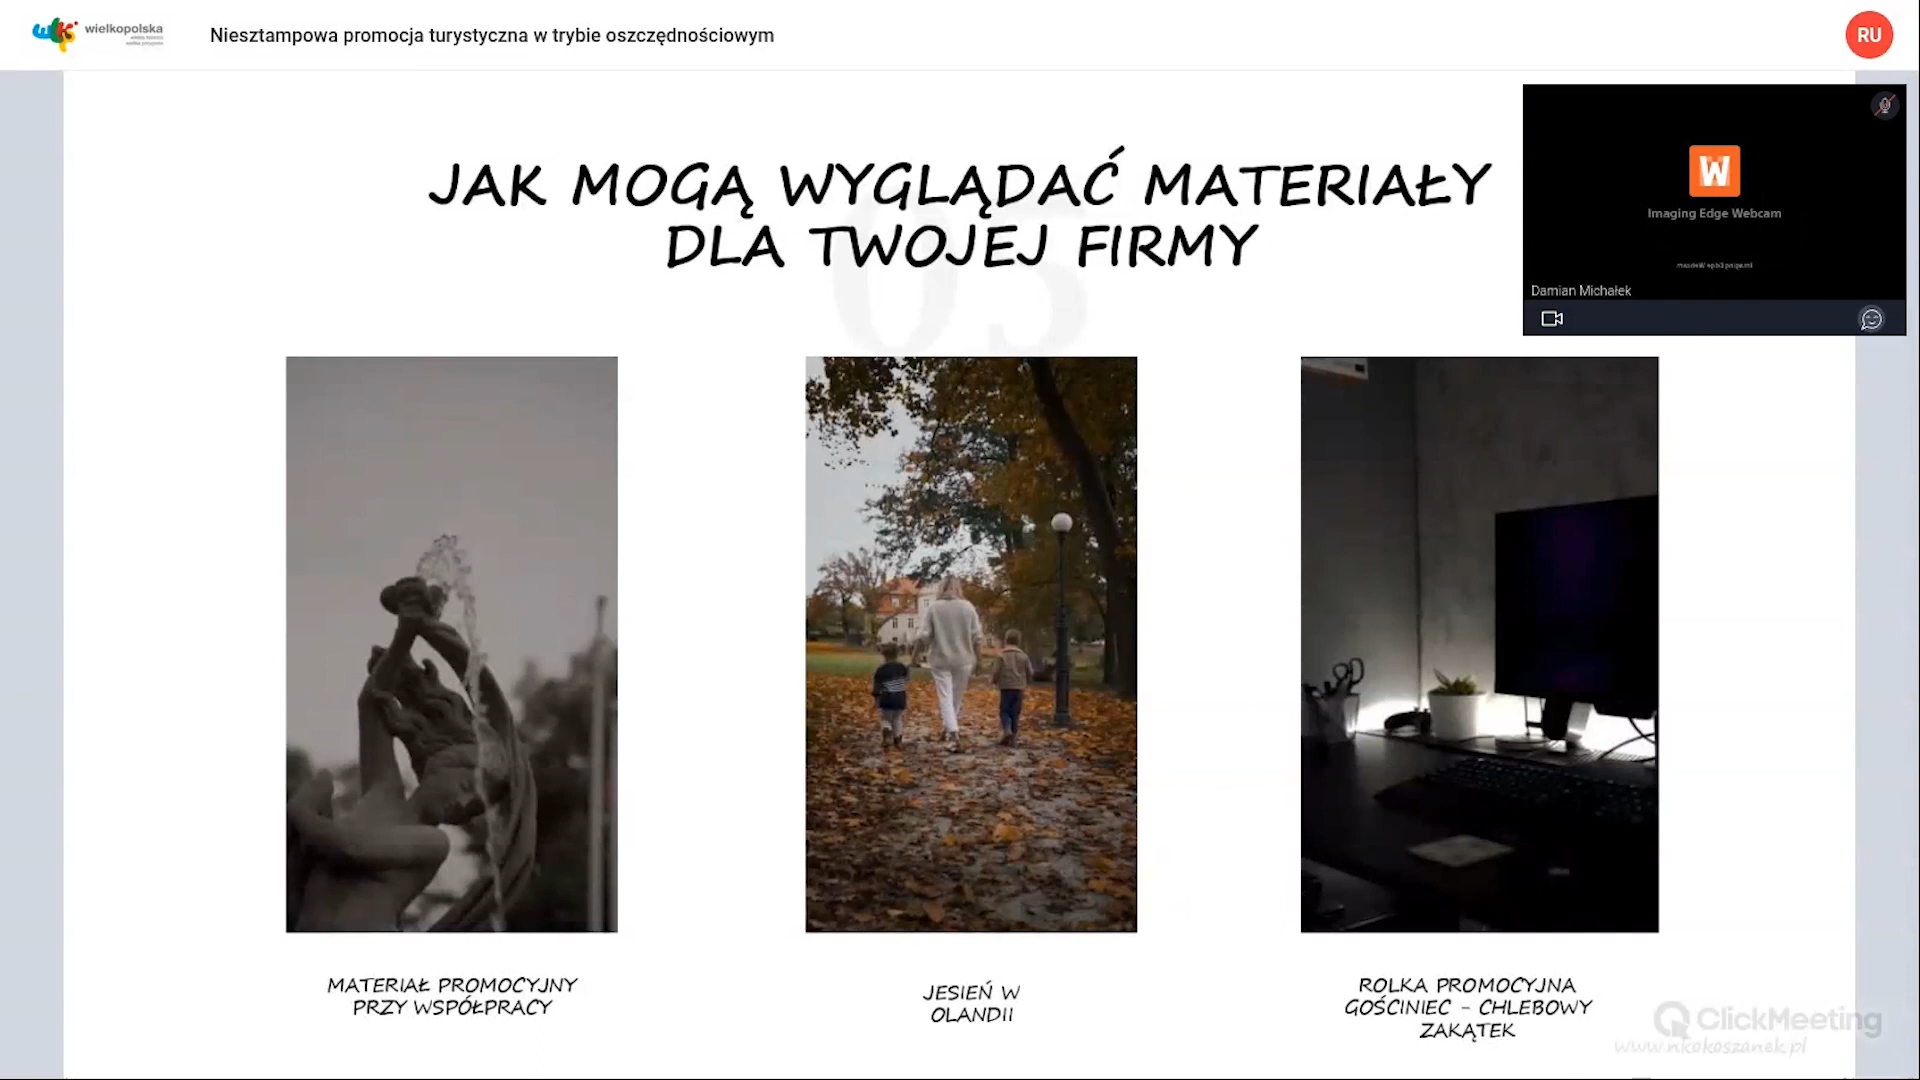 wielkopolska
Niesztampowa promocja turystyczna w trybie oszczędnościowym
RU
JAK MOGĄ WYGLĄDAĆ MATERIAŁY
DLA TWOJEJ FIRMY
05
W
Imaging Edge Webcam
Damian Michałek
MATERIAŁ PROMOCYJNY
PRZY WSPÓŁPRACY
JESIEŃ W
OLANDII
ROLKA PROMOCYJNA
GOŚCINIEC - CHLEBOWY
ZAKĄTEK
ClickMeeting
www.nkokoszanek.pl